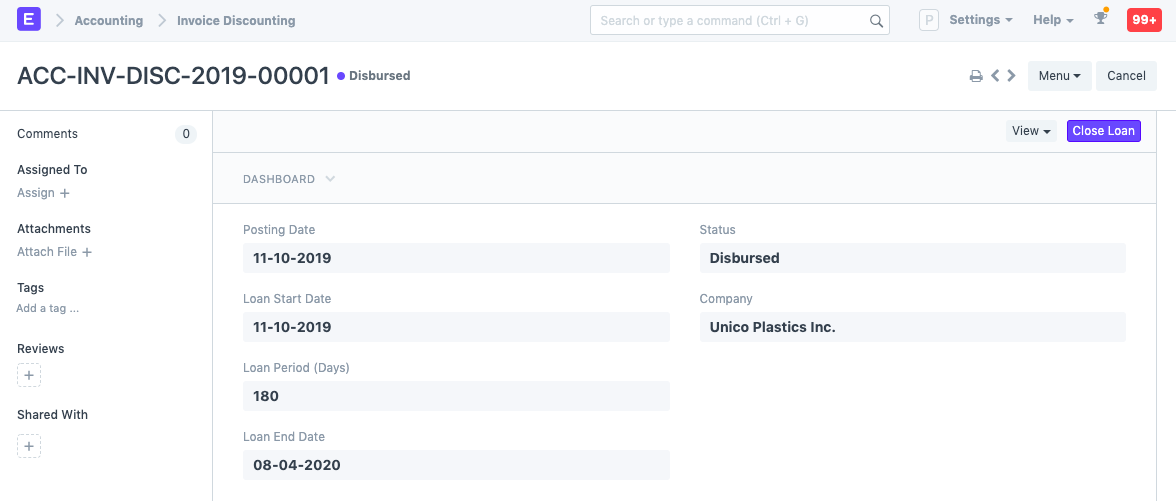 E Accounting Invoice Discounting Search or type a command (Ctrl + G) P Settings Help 99+
ACC-INV-DISC-2019-00001 Disbursed Menu Cancel
Comments 0
Assigned To
Assign +
Attachments
Attach File +
Tags
Add a tag ...
Reviews
+
Shared With
+
View Close Loan
DASHBOARD
Posting Date
11-10-2019
Loan Start Date
11-10-2019
Loan Period (Days)
180
Loan End Date
08-04-2020
Status
Disbursed
Company
Unico Plastics Inc.